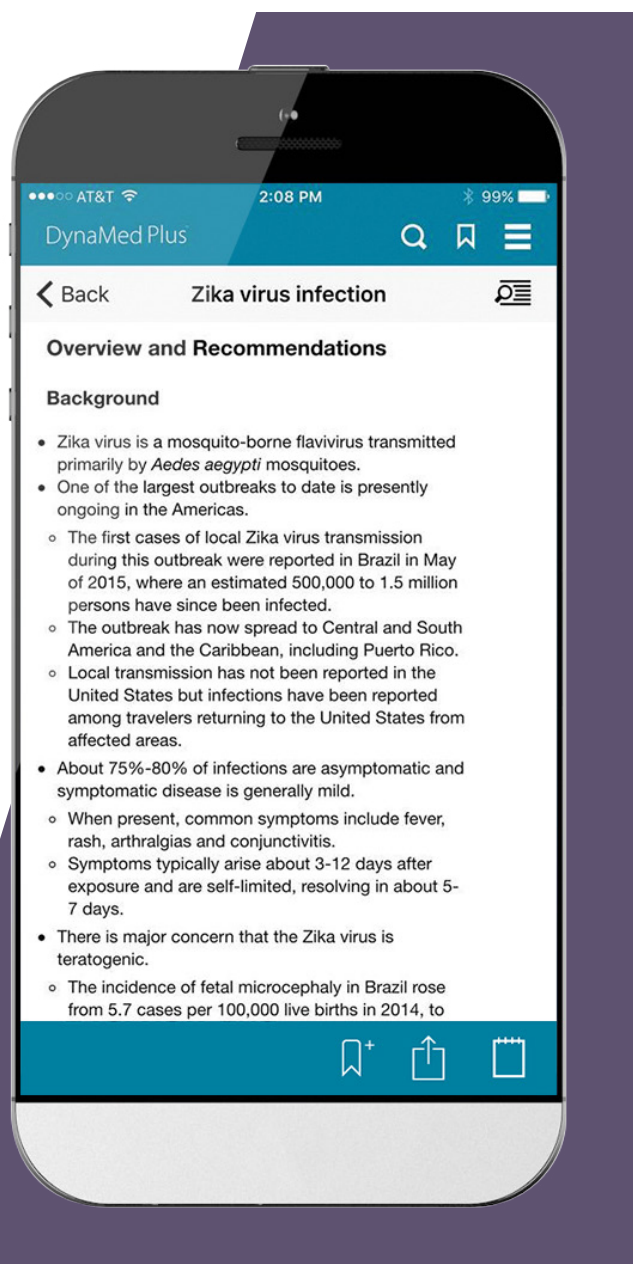 AT&T 2:08 PM 99%
DynaMed Plus
Back Zika virus infection
Overview and Recommendations
Background
• Zika virus is a mosquito-borne flavivirus transmitted
primarily by Aedes aegypti mosquitoes.
• One of the largest outbreaks to date is presently
ongoing in the Americas.
◦ The first cases of local Zika virus transmission
during this outbreak were reported in Brazil in May
of 2015, where an estimated 500,000 to 1.5 million
persons have since been infected.
◦ The outbreak has now spread to Central and South
America and the Caribbean, including Puerto Rico.
◦ Local transmission has not been reported in the
United States but infections have been reported
among travelers returning to the United States from
affected areas.
• About 75%-80% of infections are asymptomatic and
symptomatic disease is generally mild.
◦ When present, common symptoms include fever,
rash, arthralgias and conjunctivitis.
◦ Symptoms typically arise about 3-12 days after
exposure and are self-limited, resolving in about 5-
7 days.
• There is major concern that the Zika virus is
teratogenic.
◦ The incidence of fetal microcephaly in Brazil rose
from 5.7 cases per 100,000 live births in 2014, to